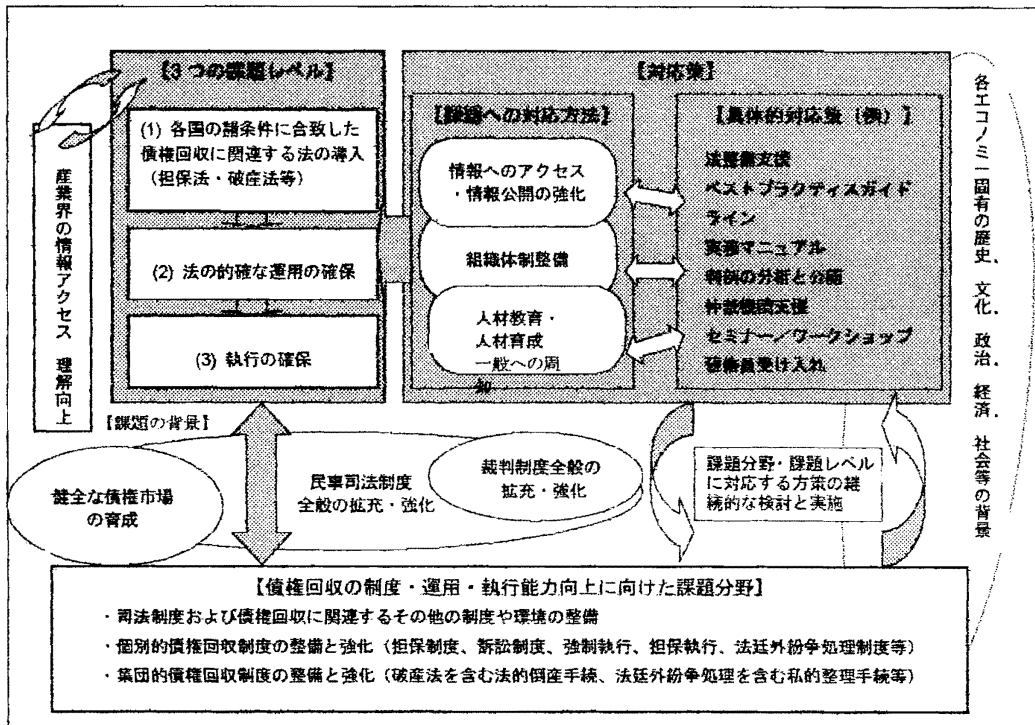 【3つの課題レベル】
(1) 各国の諸条件に合致した
債権回収に関連する法の導入
(担保法・破産法等)
(2) 法の的確な運用の確保
(3) 執行の確保
産業界の情報アクセス 理解向上
【対応策】
【課題への対応方法】
情報へのアクセス
・情報公開の強化
組織体制整備
人材教育・
人材育成
一般への周
知
【具体的対応策(例)】
法整備支援
ベストプラクティスガイド
ライン
実務マニュアル
判例の分析と公開
仲裁機関支援
セミナー/ワークショップ
研修員受け入れ
各エコノミー固有の歴史、文化、政治、経済、社会等の背景
【課題の背景】
健全な債権市場
の育成
民事司法制度
全般の拡充・強化
裁判制度全般の
拡充・強化
課題分野・課題レベル
に対応する方策の継
続的な検討と実施
【債権回収の制度・運用・執行能力向上に向けた課題分野】
・司法制度および債権回収に関連するその他の制度や環境の整備
・個別的債権回収制度の整備と強化(担保制度、訴訟制度、強制執行、担保執行、法廷外紛争処理制度等)
・集団的債権回収制度の整備と強化(破産法を含む法的倒産手続、法廷外紛争処理を含む私的整理手続等)